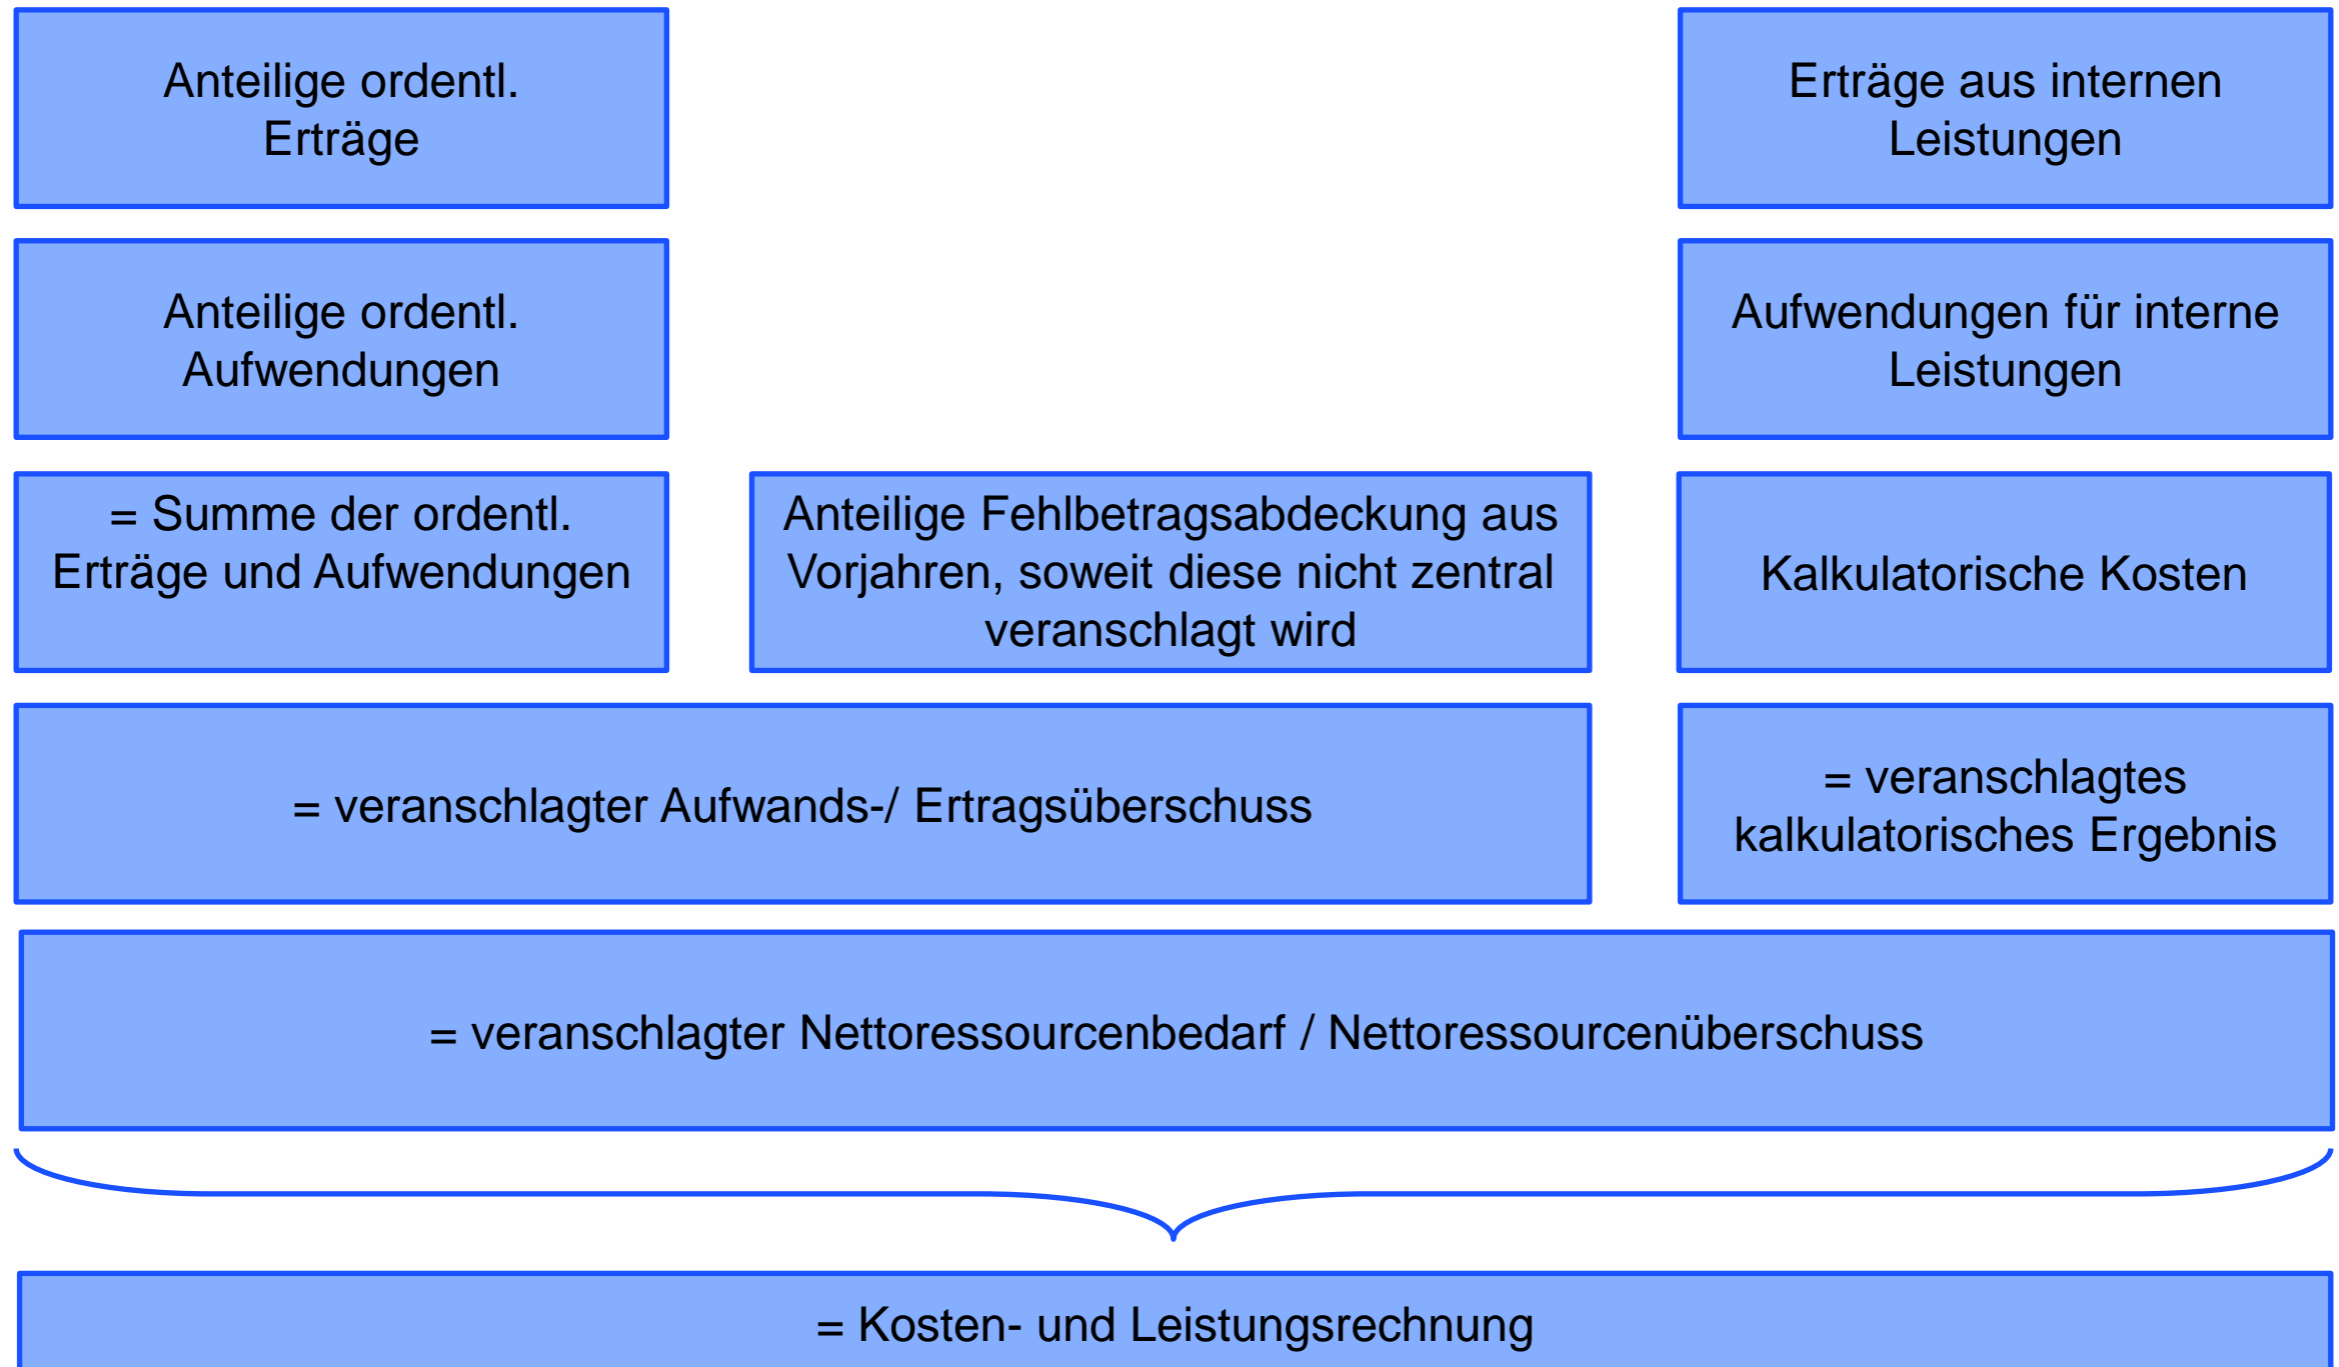 Anteilige ordentl.
Erträge
Erträge aus internen
Leistungen
Anteilige ordentl.
Aufwendungen
Aufwendungen für interne
Leistungen
= Summe der ordentl.
Erträge und Aufwendungen
Anteilige Fehlbetragsabdeckung aus
Vorjahren, soweit diese nicht zentral
veranschlagt wird
Kalkulatorische Kosten
= veranschlagter Aufwands-/ Ertragsüberschuss
= veranschlagtes
kalkulatorisches Ergebnis
= veranschlagter Nettoressourcenbedarf / Nettoressourcenüberschuss
= Kosten- und Leistungsrechnung